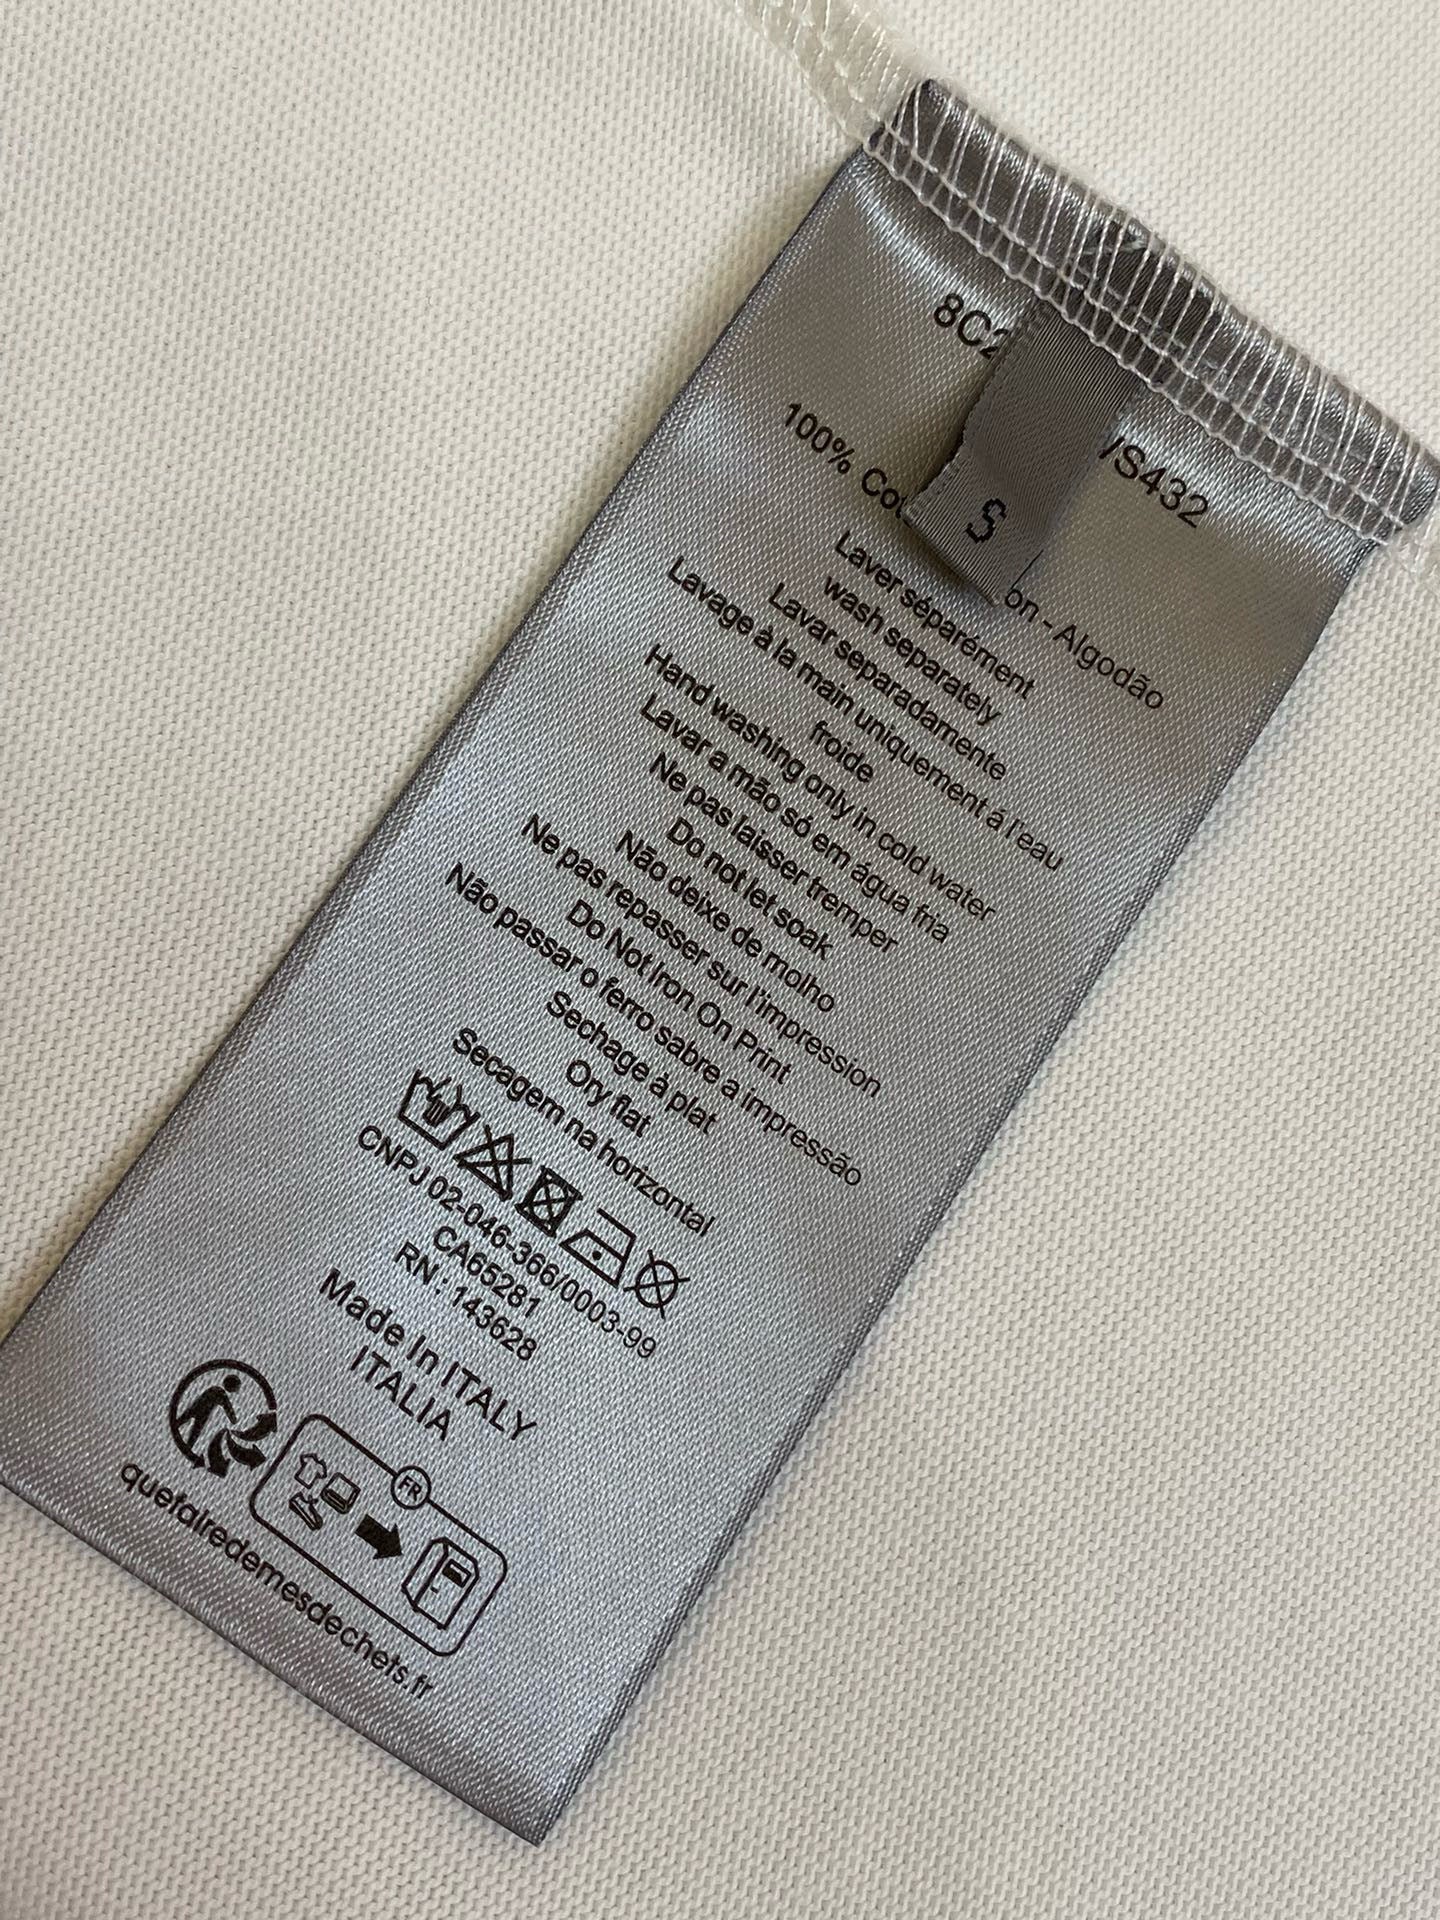 8C2
/S432
100% Cot
on - Algodão
S
Laver séparément
wash separately
Lavar separadamente
Lavage à la main uniquement á l'eau
froide
Hand washing only in cold water
Lavar a mão só em água fria
Ne pas laisser tremper
Do not let soak
Não deixe de molho
Ne pas repasser sur l'impression
Do Not Iron On Print
Não passar o ferro sabre a impressão
Sechage à plat
Ory flat
Secagem na horizontal
CNPJ 02-046-366/0003-99
CA65281
RN : 143628
Made In ITALY
ITALIA
FR
quefairedemesdechets.fr